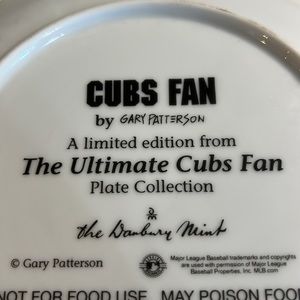 CUBS FAN
by GARY PATTERSON
A limited edition from
The Ultimate Cubs Fan
Plate Collection
DM
the Danbury Mint
© Gary Patterson
Major League Baseball trademarks and copyrights
are used with permission of Major League
Baseball Properties, Inc. MLB.com
NOT FOR FOOD USE. MAY POISON FOOD